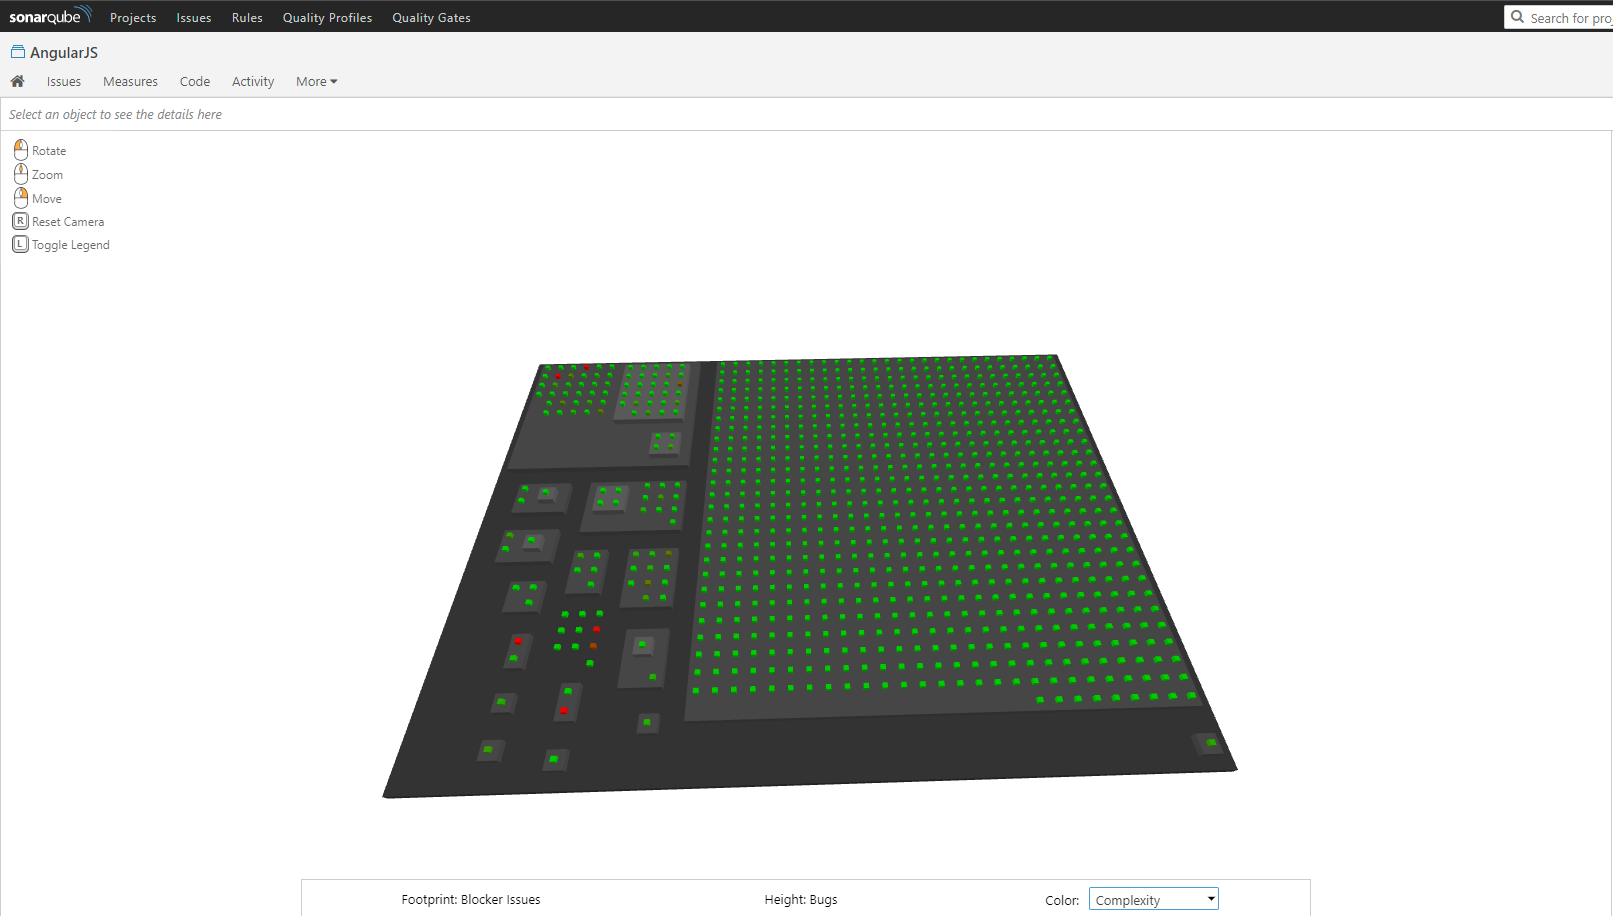 sonarqube Projects Issues Rules Quality Profiles Quality Gates Search for proj
AngularJS
Issues Measures Code Activity More
Select an object to see the details here
Rotate
Zoom
Move
R Reset Camera
L Toggle Legend
Footprint: Blocker Issues Height: Bugs Color: Complexity